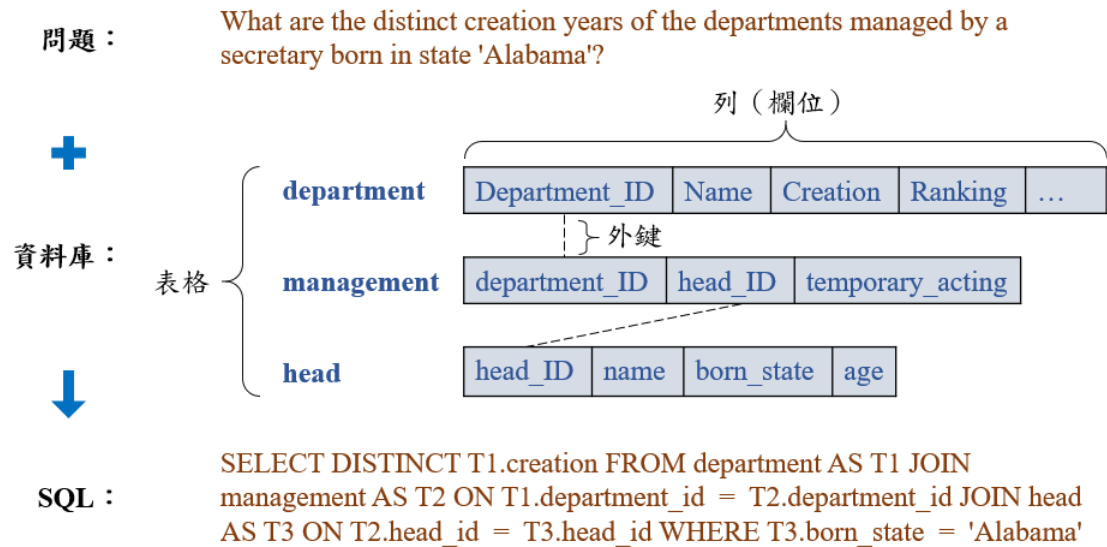 問題： What are the distinct creation years of the departments managed by a
secretary born in state 'Alabama'?
列（欄位）
department Department_ID Name Creation Ranking …
外鍵
資料庫：
表格
management department_ID head_ID temporary_acting
head head_ID name born_state age
SELECT DISTINCT T1.creation FROM department AS T1 JOIN
SQL： management AS T2 ON T1.department_id = T2.department_id JOIN head
AS T3 ON T2.head_id = T3.head_id WHERE T3.born_state = 'Alabama'